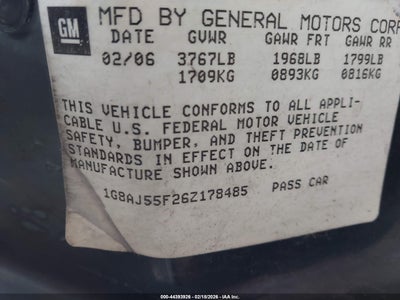 GM
MFD BY GENERAL MOTORS CORP
DATE GVWR GAWR FRT GAWR RR
02/06 3767LB 1968LB 1799LB
1709KG 0893KG 0816KG
THIS VEHICLE CONFORMS TO ALL APPLI-
CABLE U.S. FEDERAL MOTOR VEHICLE
SAFETY, BUMPER, AND THEFT PREVENTION
STANDARDS IN EFFECT ON THE DATE OF
MANUFACTURE SHOWN ABOVE.
1G8AJ55F26Z178485 PASS CAR
000-44393926 - 02/18/2026 - IAAI.com